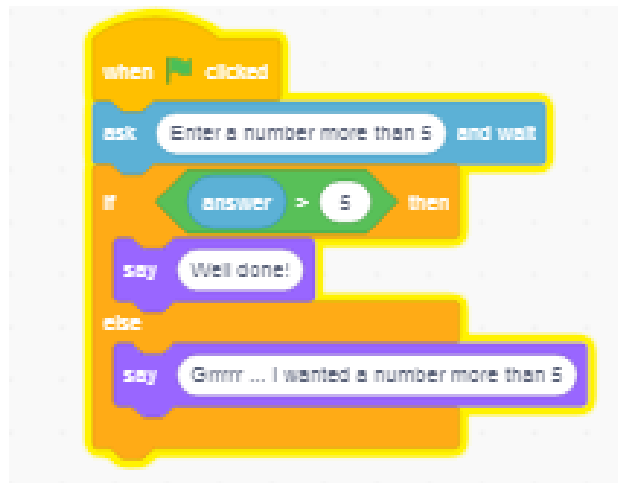 when clicked
ask Enter a number more than 5 and wait
if answer > 5 then
say Well done!
else
say Grrrr ... I wanted a number more than 5